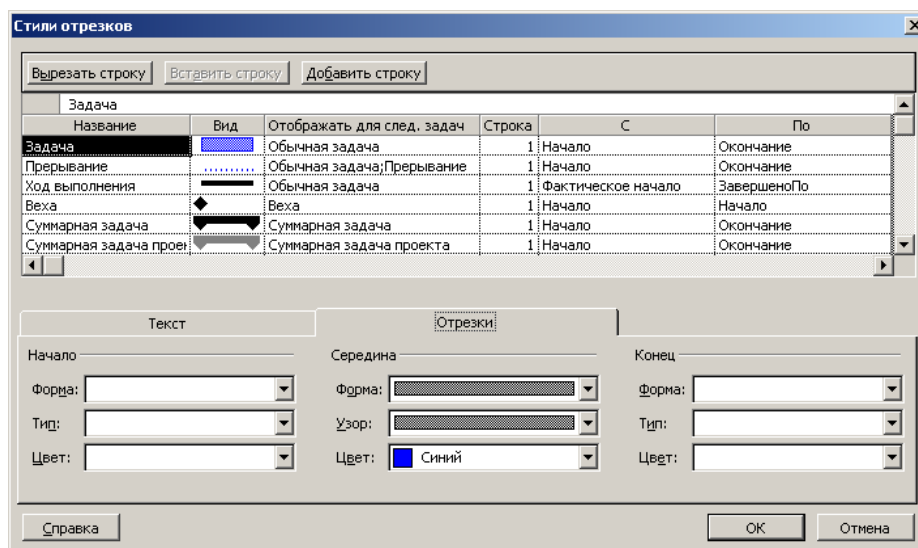 Стили отрезков
Вырезать строку Вставить строку Добавить строку
Задача
Название Вид Отображать для след. задач Строка С По
Задача Обычная задача 1 Начало Окончание
Прерывание Обычная задача;Прерывание 1 Начало Окончание
Ход выполнения Обычная задача 1 Фактическое начало ЗавершеноПо
Веха Веха 1 Начало Начало
Суммарная задача Суммарная задача 1 Начало Окончание
Суммарная задача проек Суммарная задача проекта 1 Начало Окончание
Текст Отрезки
Начало Середина Конец
Форма: Форма: Форма:
Тип: Узор: Тип:
Цвет: Цвет: Синий Цвет:
Справка OK Отмена